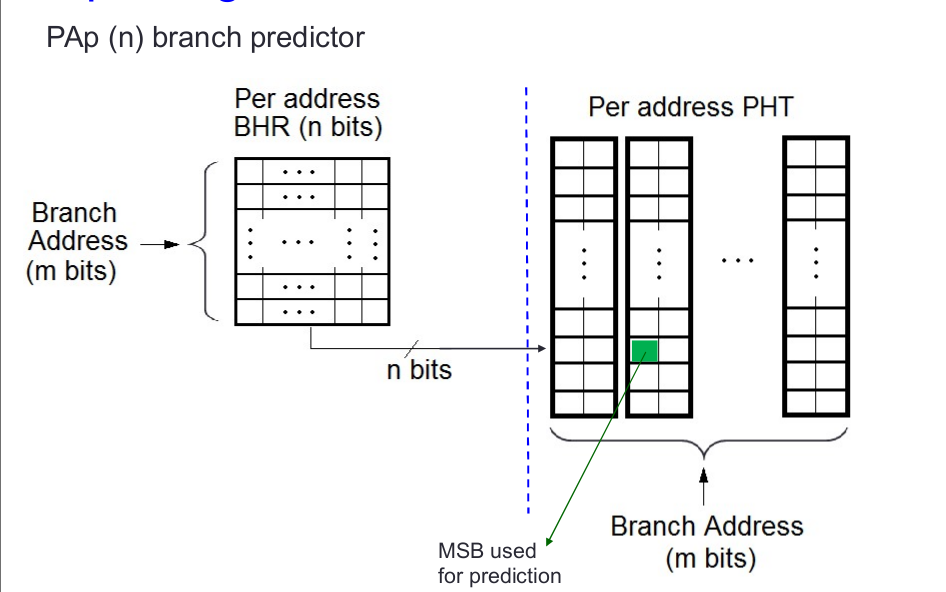 PAp (n) branch predictor
Per address
BHR (n bits)
Per address PHT
Branch
Address
(m bits)
n bits
Branch Address
(m bits)
MSB used
for prediction